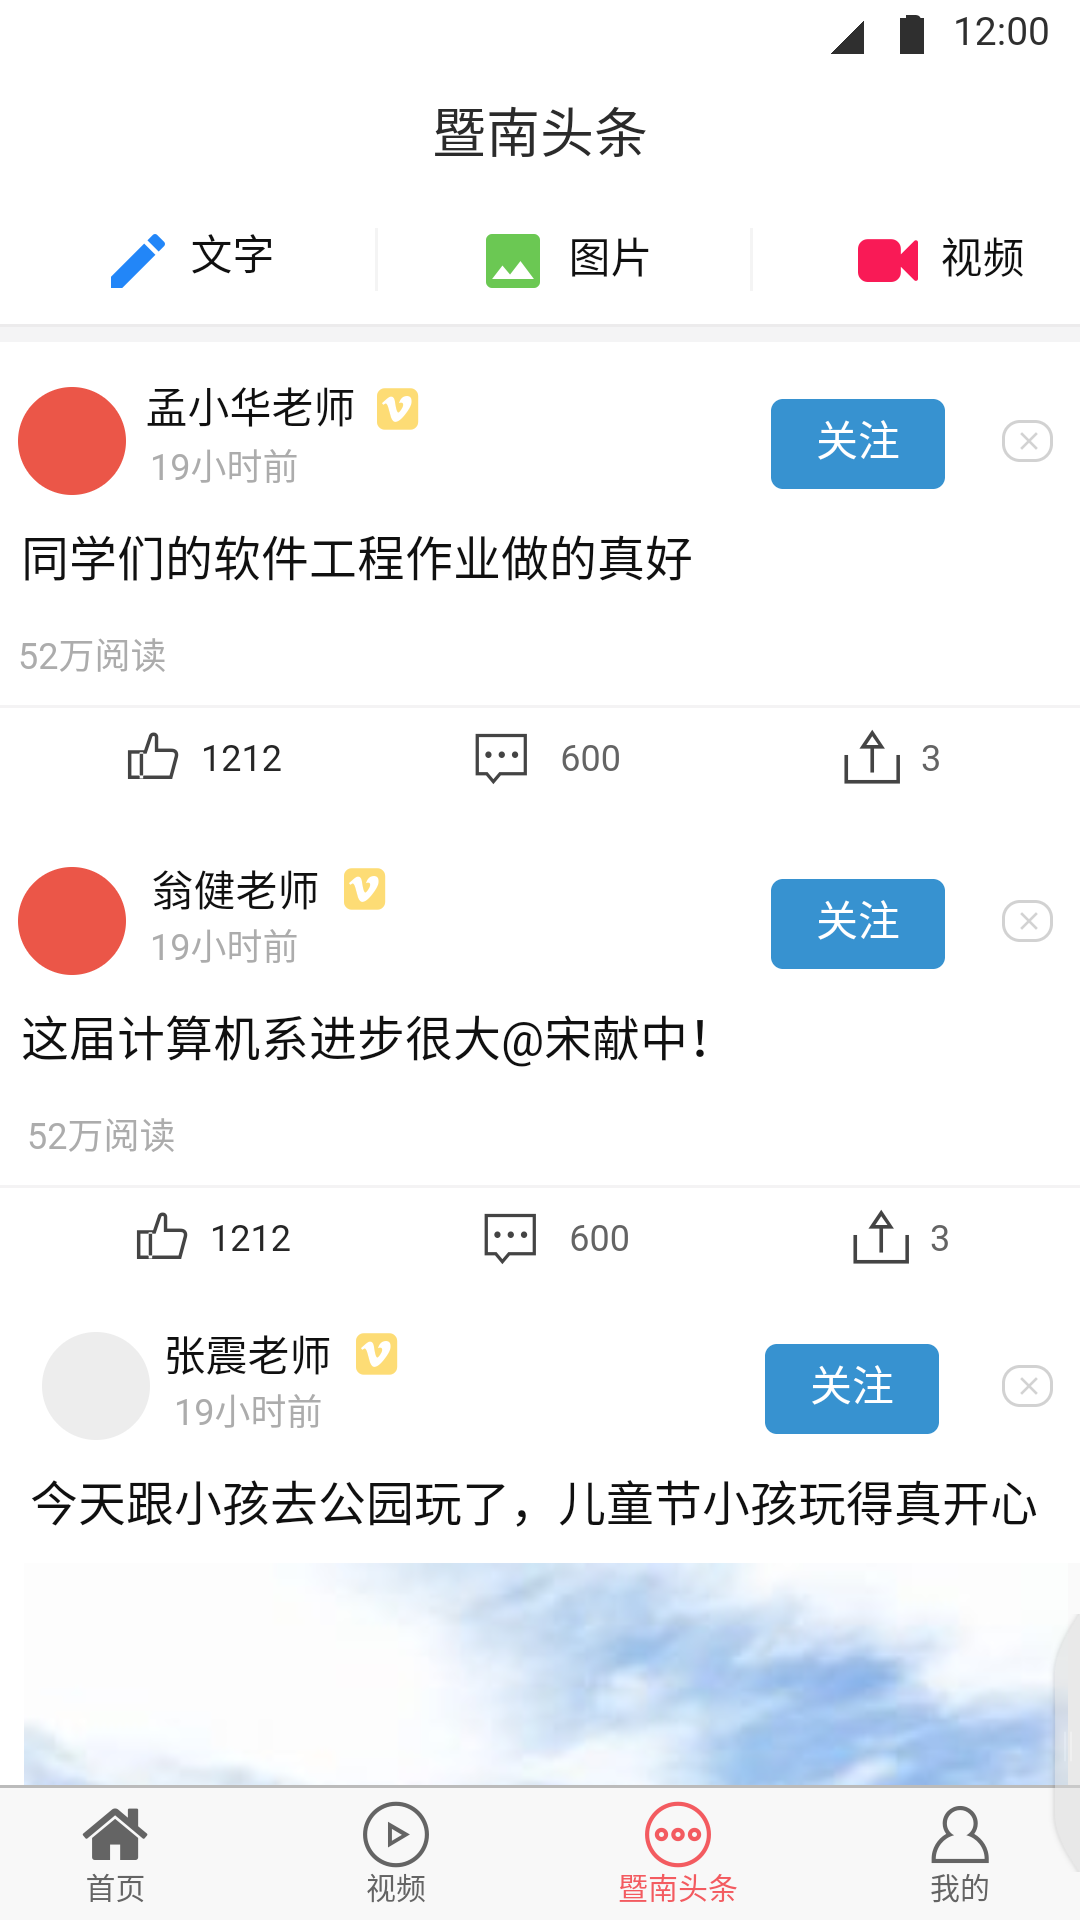 12:00
暨南头条
文字 图片 视频
孟小华老师
19小时前
关注
同学们的软件工程作业做的真好
52万阅读
1212 600 3
翁健老师
19小时前
关注
这届计算机系进步很大@宋献中!
52万阅读
1212 600 3
张震老师
19小时前
关注
今天跟小孩去公园玩了，儿童节小孩玩得真开心
首页 视频 暨南头条 我的